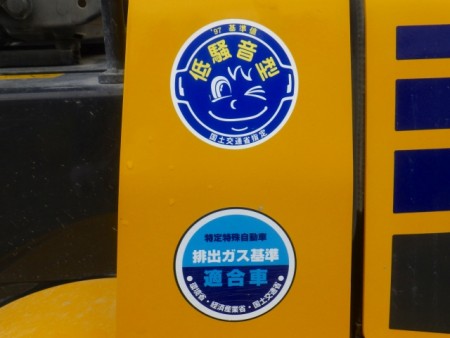 '97 基準値
低騒音型
国土交通省指定
特定特殊自動車
排出ガス基準
適合車
• 環境省・経済産業省・国土交通省 •